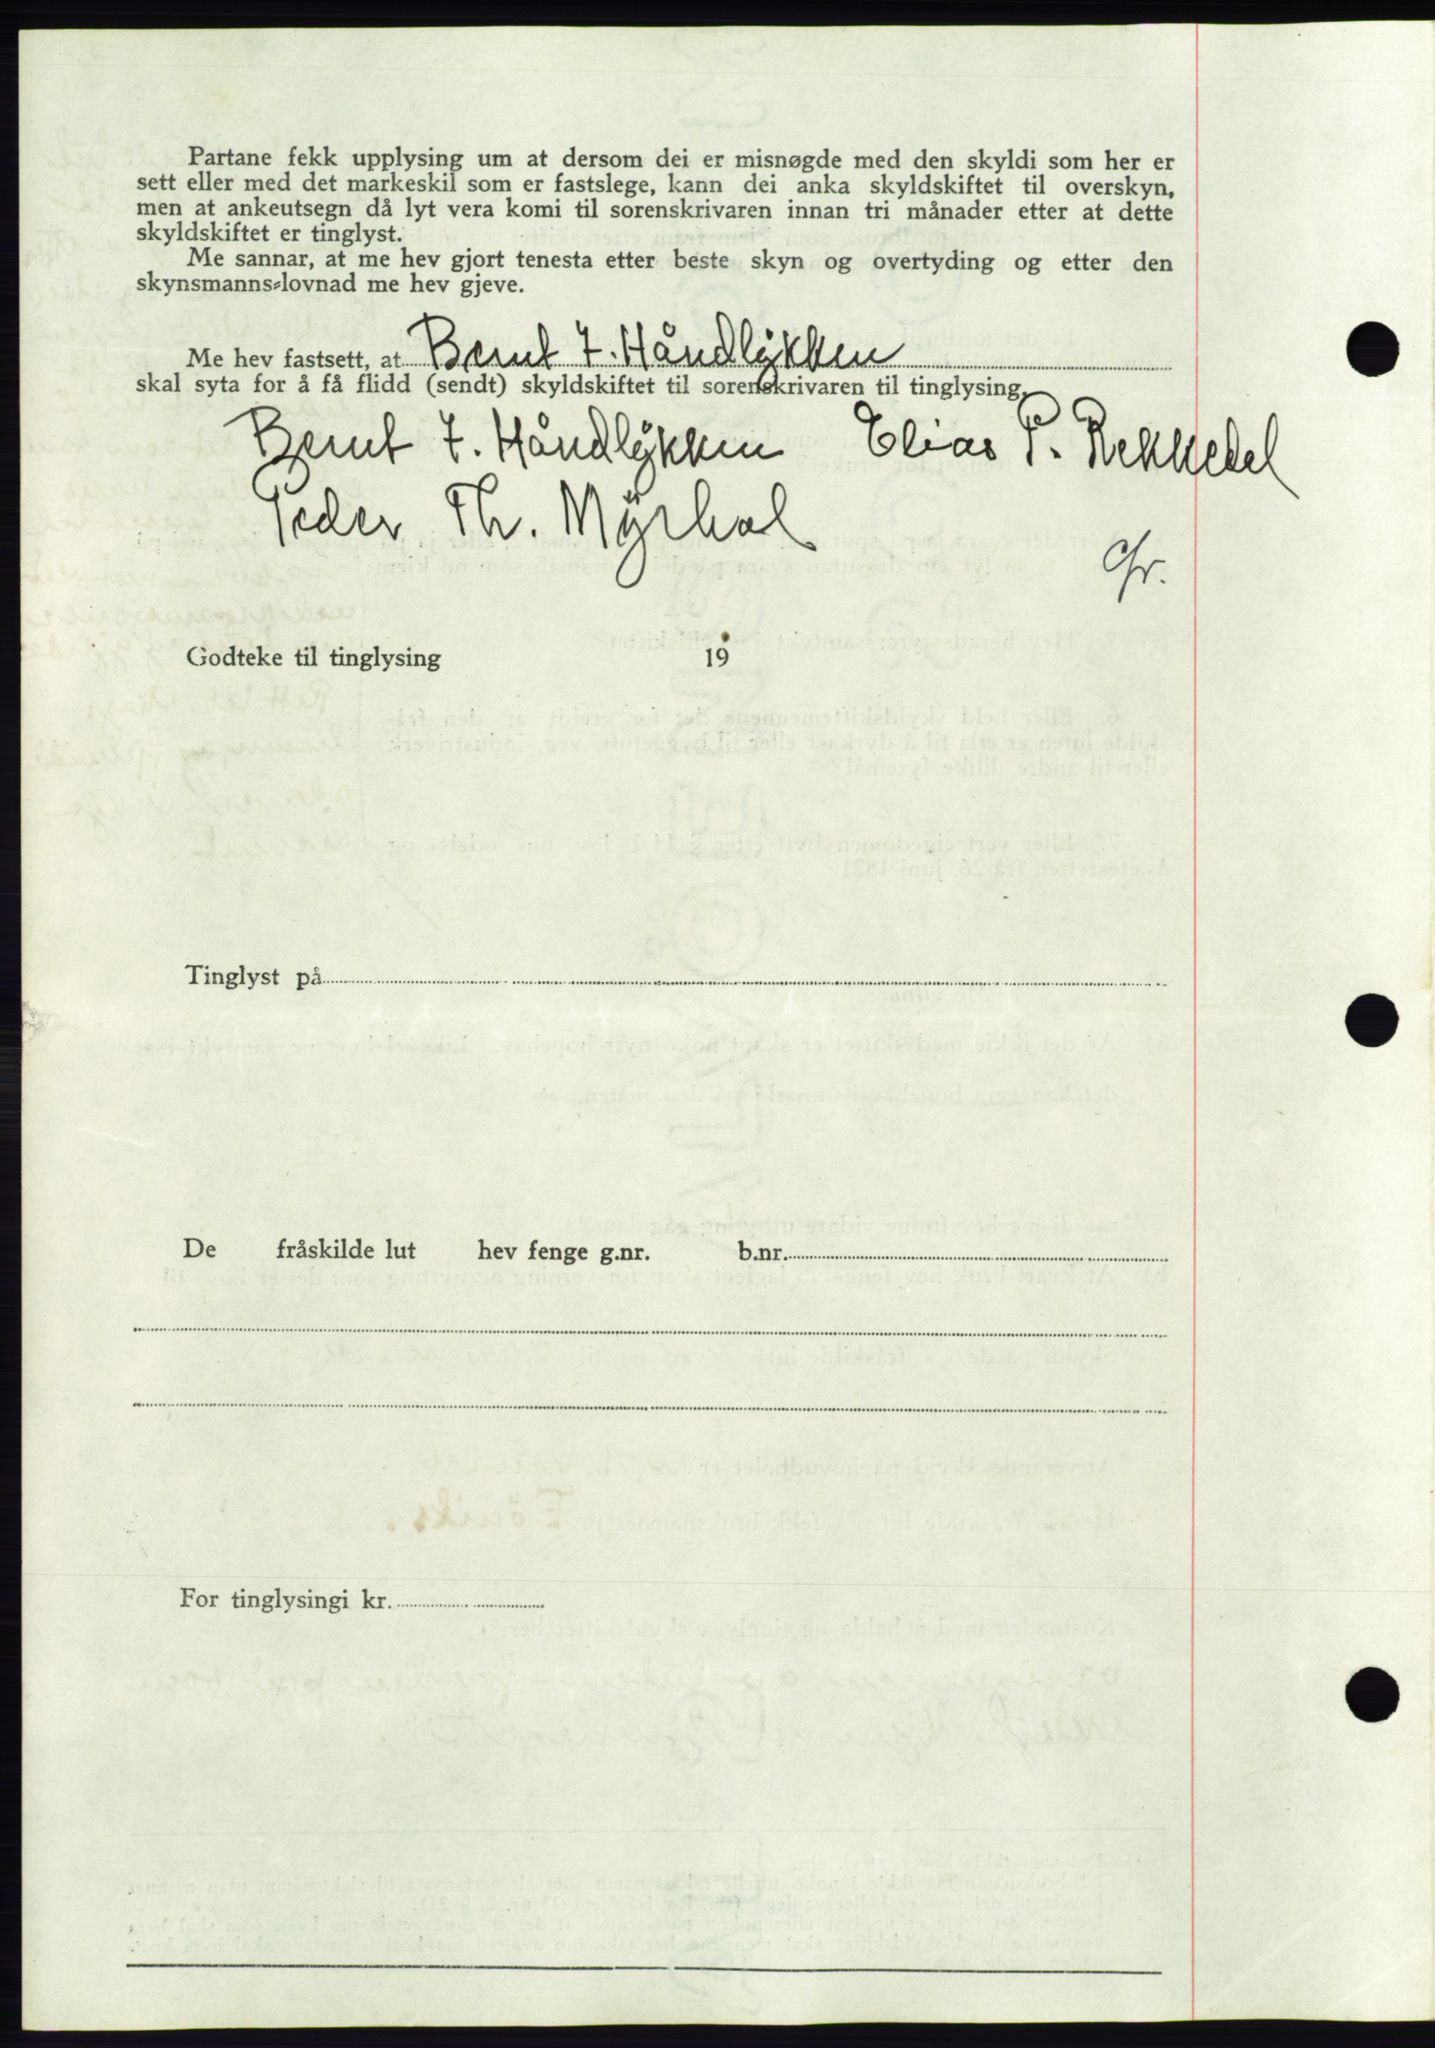 Partane fekk upplysing um at dersom dei er misnøgde med den skyldi som her er
sett eller med det markeskil som er fastslege, kann dei anka skyldskiftet til overskyn,
men at ankeutsegn då lyt vera komi til sorenskrivaren innan tri månader etter at dette
skyldskiftet er tinglyst.
Me sannar, at me hev gjort tenesta etter beste skyn og overtyding og etter den
skynsmanns-lovnad me hev gjeve.
Me hev fastsett, at Bernt I. Håndlykken
skal syta for å få flidd (sendt) skyldskiftet til sorenskrivaren til tinglysing.
Bernt I. Håndlykken Elias P. Rekkedal
Peder Th. Myrhol
Godteke til tinglysing 19
Tinglyst på
De fråskilde lut hev fenge g.nr. b.nr.
For tinglysingi kr.